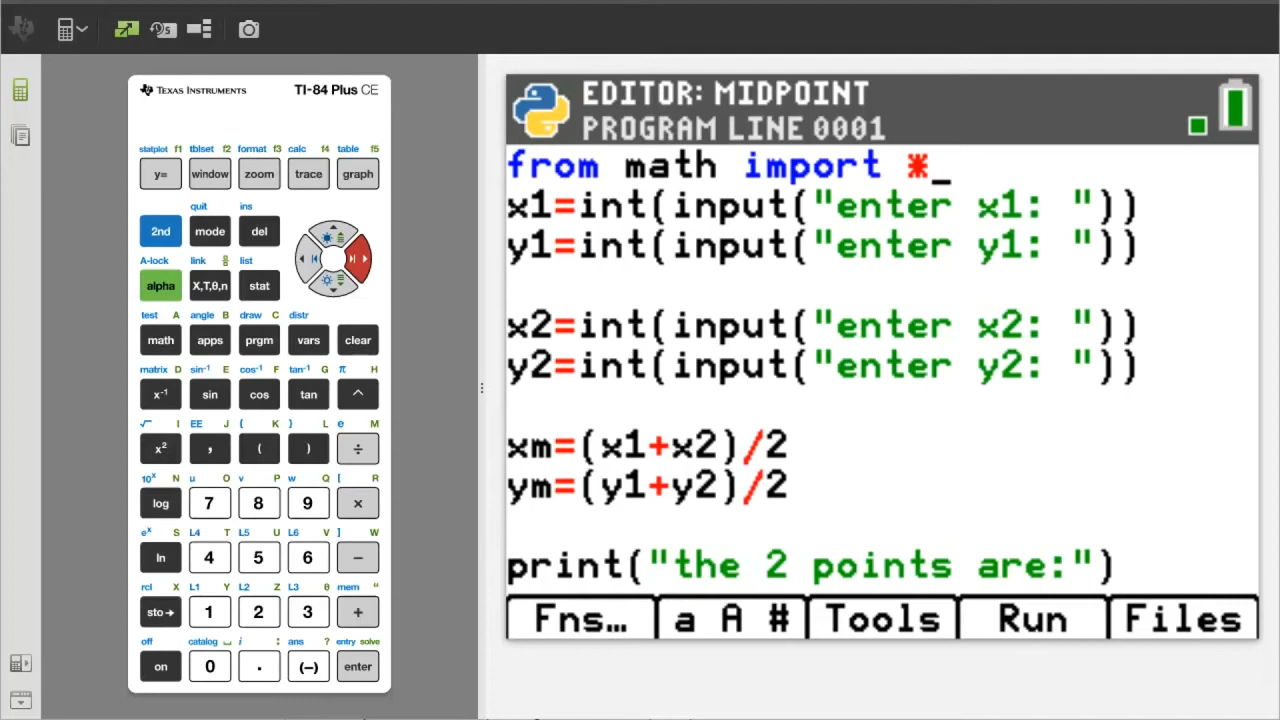 TEXAS INSTRUMENTS TI-84 Plus CE
statplot f1 tblset f2 format f3 calc f4 table f5
y= window zoom trace graph
quit ins
2nd mode del
A-lock link list
alpha X,T,θ,n stat
test A angle B draw C distr
math apps prgm vars clear
matrix D sin⁻¹ E cos⁻¹ F tan⁻¹ G π H
x⁻¹ sin cos tan ^
√ I EE J { K } L e M
x² , ( ) ÷
10ˣ N u O v P w Q [ R
log 7 8 9 ×
eˣ S L4 T L5 U L6 V ] W
ln 4 5 6 −
rcl X L1 Y L2 Z L3 θ mem “
sto→ 1 2 3 +
off catalog ⎵ i : ans ? entry solve
on 0 . (−) enter
EDITOR: MIDPOINT
PROGRAM LINE 0001
from math import *_
x1=int(input("enter x1: "))
y1=int(input("enter y1: "))
x2=int(input("enter x2: "))
y2=int(input("enter y2: "))
xm=(x1+x2)/2
ym=(y1+y2)/2
print("the 2 points are:")
Fns… a A # Tools Run Files